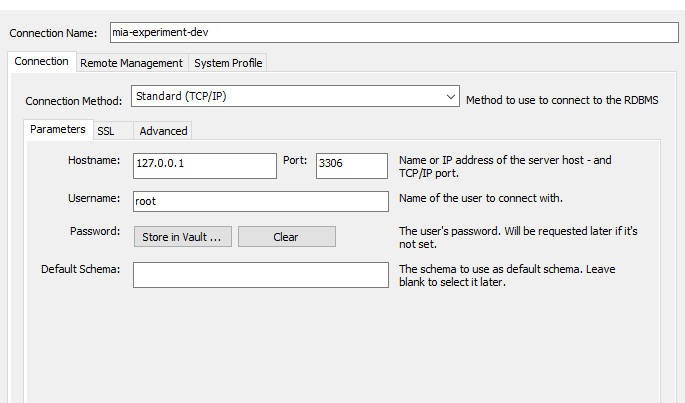 Connection Name: mia-experiment-dev
Connection Remote Management System Profile
Connection Method: Standard (TCP/IP) Method to use to connect to the RDBMS
Parameters SSL Advanced
Hostname: 127.0.0.1 Port: 3306 Name or IP address of the server host - and
TCP/IP port.
Username: root Name of the user to connect with.
Password: Store in Vault ... Clear The user's password. Will be requested later if it's
not set.
Default Schema: The schema to use as default schema. Leave
blank to select it later.